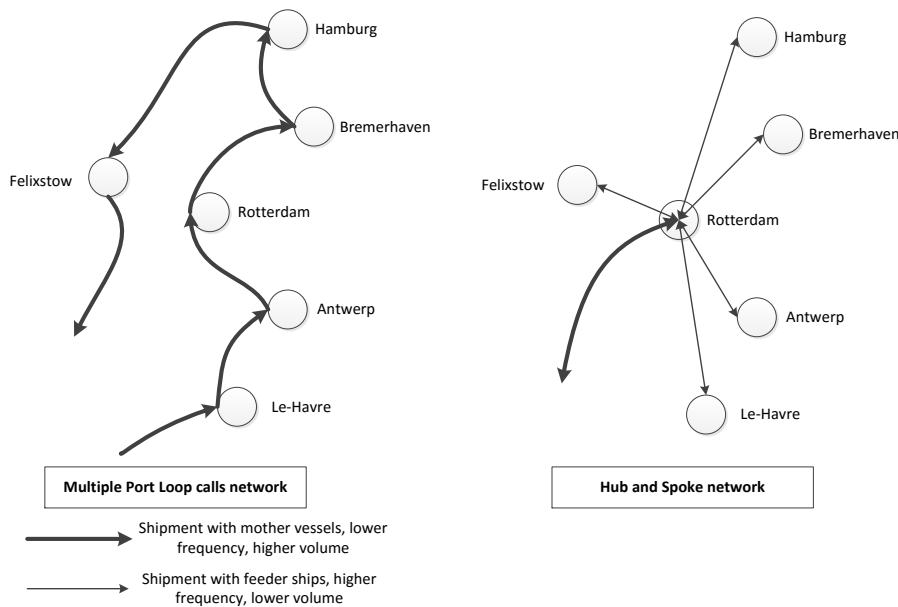 Hamburg
Bremerhaven
Felixstow
Rotterdam
Antwerp
Le-Havre
Multiple Port Loop calls network
Hamburg
Bremerhaven
Felixstow
Rotterdam
Antwerp
Le-Havre
Hub and Spoke network
Shipment with mother vessels, lower
frequency, higher volume
Shipment with feeder ships, higher
frequency, lower volume